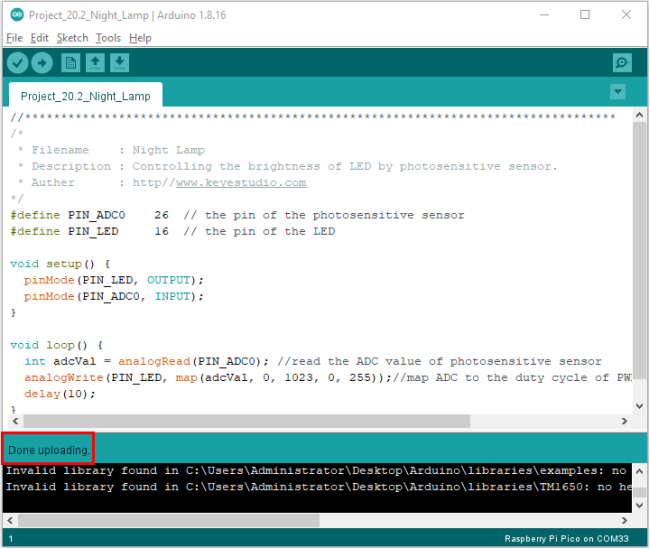 Project_20.2_Night_Lamp | Arduino 1.8.16
File Edit Sketch Tools Help
Project_20.2_Night_Lamp
//**********************************************************************************
/*
 * Filename    : Night Lamp
 * Description : Controlling the brightness of LED by photosensitive sensor.
 * Auther      : http//www.keyestudio.com
*/
#define PIN_ADC0    26  // the pin of the photosensitive sensor
#define PIN_LED     16  // the pin of the LED
void setup() {
  pinMode(PIN_LED, OUTPUT);
  pinMode(PIN_ADC0, INPUT);
}
void loop() {
  int adcVal = analogRead(PIN_ADC0); //read the ADC value of photosensitive sensor
  analogWrite(PIN_LED, map(adcVal, 0, 1023, 0, 255));//map ADC to the duty cycle of PW
  delay(10);
}
Done uploading.
Invalid library found in C:\Users\Administrator\Desktop\Arduino\libraries\examples: no
Invalid library found in C:\Users\Administrator\Desktop\Arduino\libraries\TM1650: no he
1 Raspberry Pi Pico on COM33